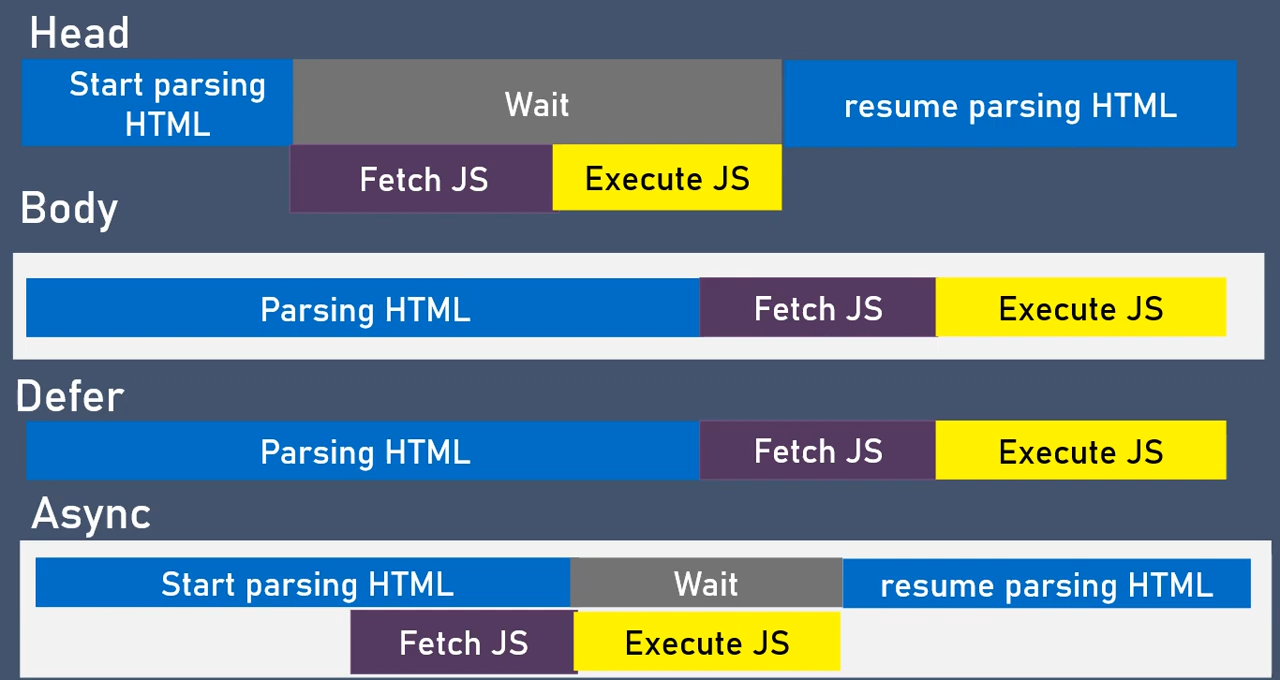 Head
Start parsing
HTML
Wait
resume parsing HTML
Fetch JS
Execute JS
Body
Parsing HTML
Fetch JS
Execute JS
Defer
Parsing HTML
Fetch JS
Execute JS
Async
Start parsing HTML
Wait
resume parsing HTML
Fetch JS
Execute JS